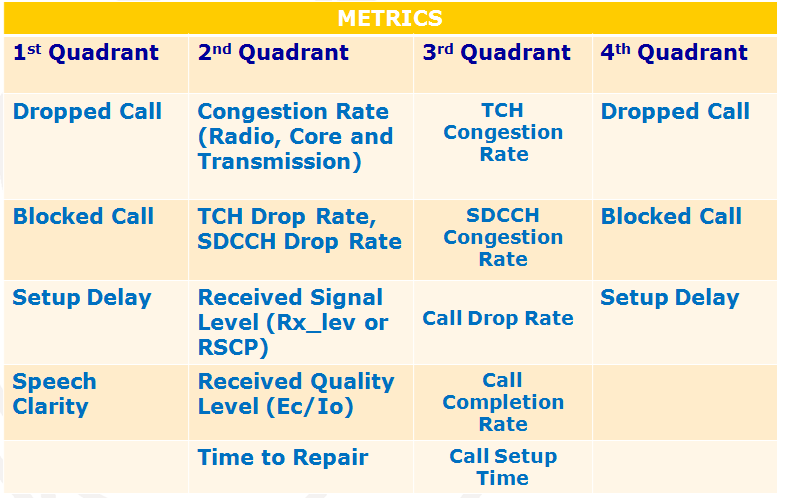 METRICS
1st Quadrant
2nd Quadrant
3rd Quadrant
4th Quadrant
Dropped Call
Congestion Rate
(Radio, Core and
Transmission)
TCH
Congestion
Rate
Dropped Call
Blocked Call
TCH Drop Rate,
SDCCH Drop Rate
SDCCH
Congestion
Rate
Blocked Call
Setup Delay
Received Signal
Level (Rx_lev or
RSCP)
Call Drop Rate
Setup Delay
Speech
Clarity
Received Quality
Level (Ec/Io)
Call
Completion
Rate
Time to Repair
Call Setup
Time